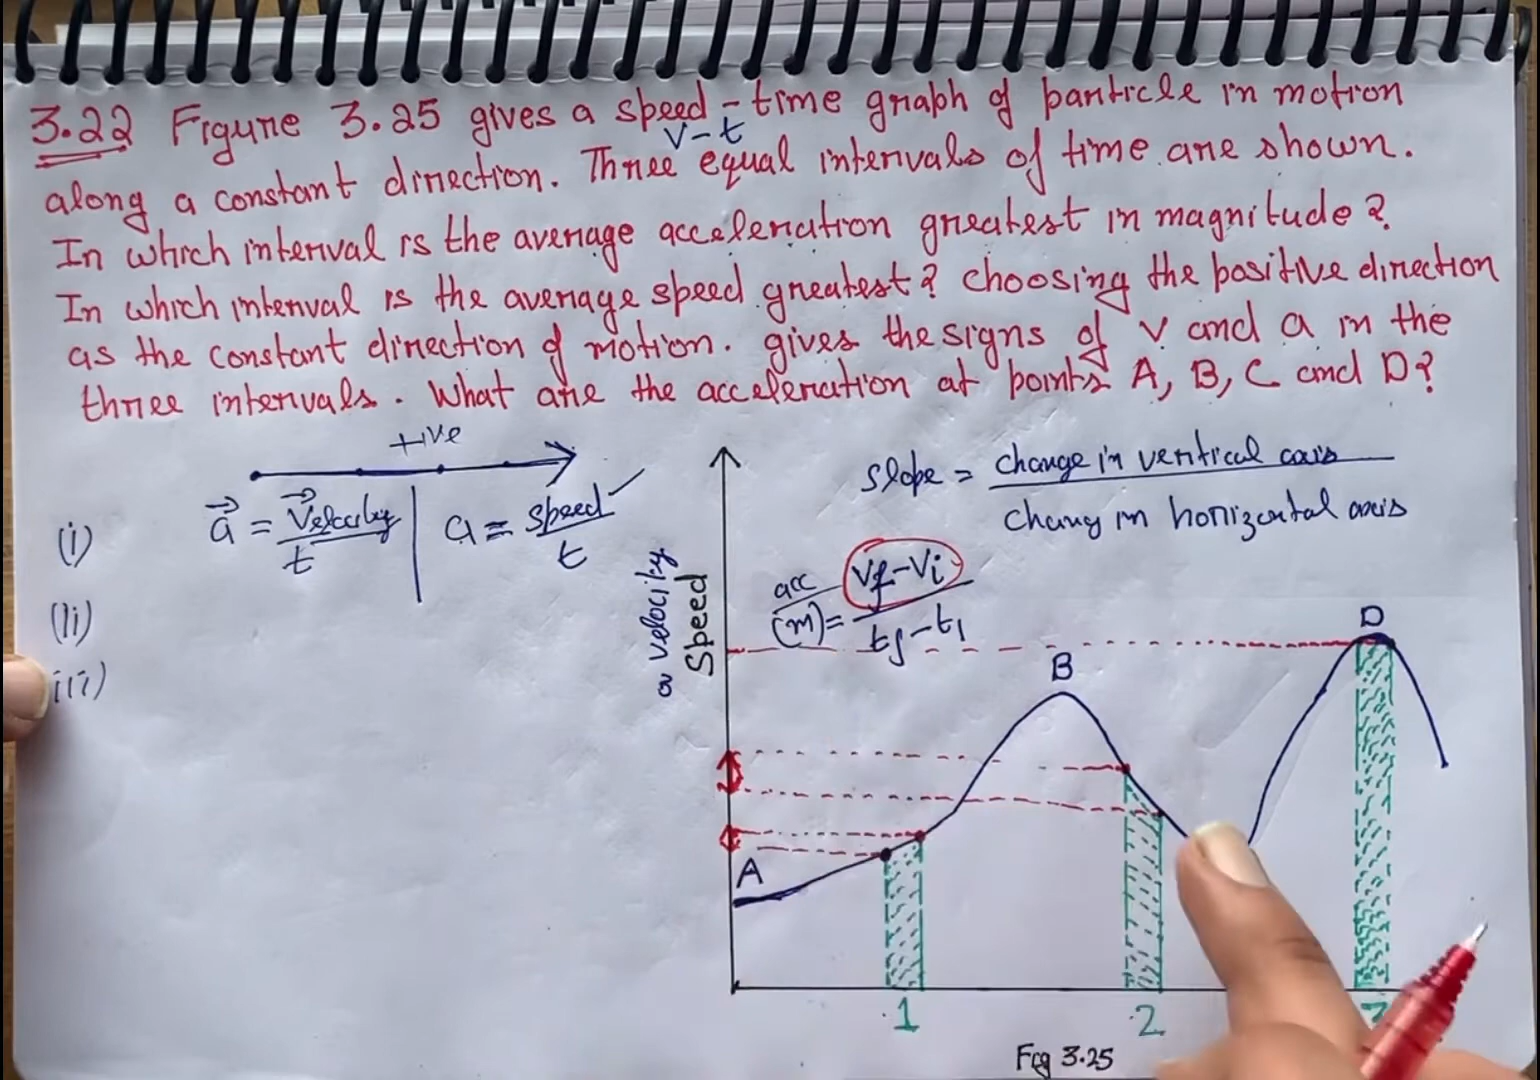 3.22 Figure 3.25 gives a speed-time graph of particle in motion
v-t
along a constant direction. Three equal intervals of time are shown.
In which interval is the average acceleration greatest in magnitude?
In which interval is the average speed greatest? choosing the positive direction
as the constant direction of motion. gives the signs of v and a in the
three intervals. What are the acceleration at points A, B, C and D?
+ive
(i) a = Velocity/t a = speed/t
(ii)
iii)
slope = change in vertical axis
chang in horizontal axis
acc (m) = Vf-Vi
tf-t1
velocity
Speed
A
B
D
1
2
3
Fig 3.25